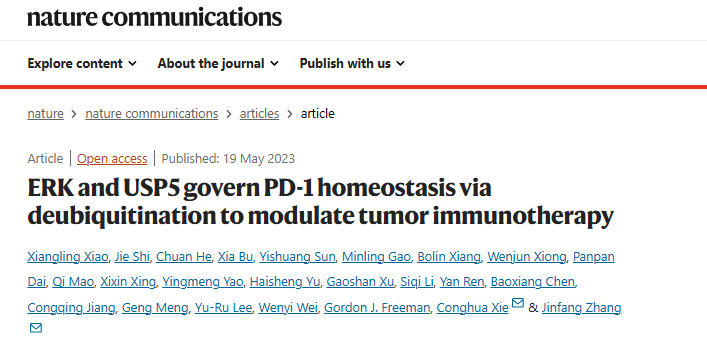 nature communications
Explore content About the journal Publish with us
nature > nature communications > articles > article
Article | Open access | Published: 19 May 2023
ERK and USP5 govern PD-1 homeostasis via
deubiquitination to modulate tumor immunotherapy
Xiangling Xiao, Jie Shi, Chuan He, Xia Bu, Yishuang Sun, Minling Gao, Bolin Xiang, Wenjun Xiong, Panpan
Dai, Qi Mao, Xixin Xing, Yingmeng Yao, Haisheng Yu, Gaoshan Xu, Siqi Li, Yan Ren, Baoxiang Chen,
Congqing Jiang, Geng Meng, Yu-Ru Lee, Wenyi Wei, Gordon J. Freeman, Conghua Xie & Jinfang Zhang